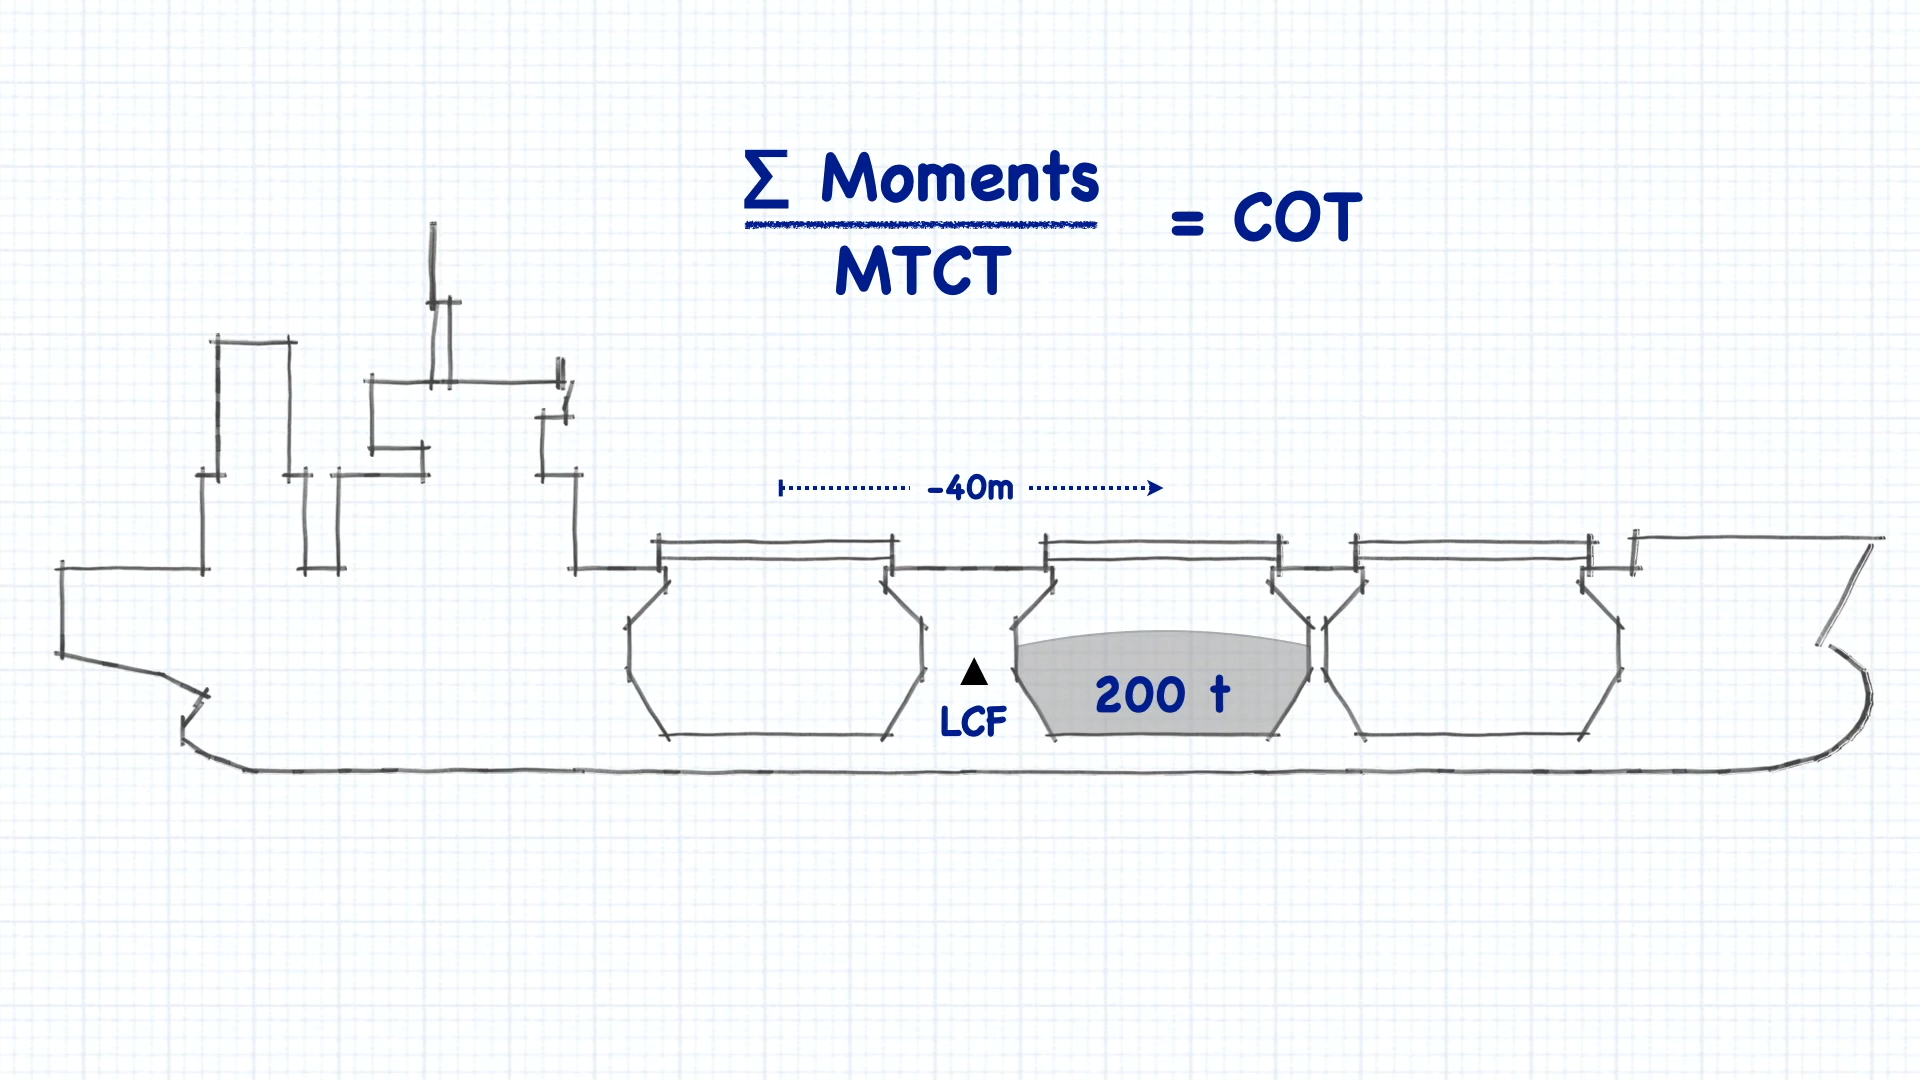 Σ Moments
MTCT
= COT
-40m
200 t
LCF